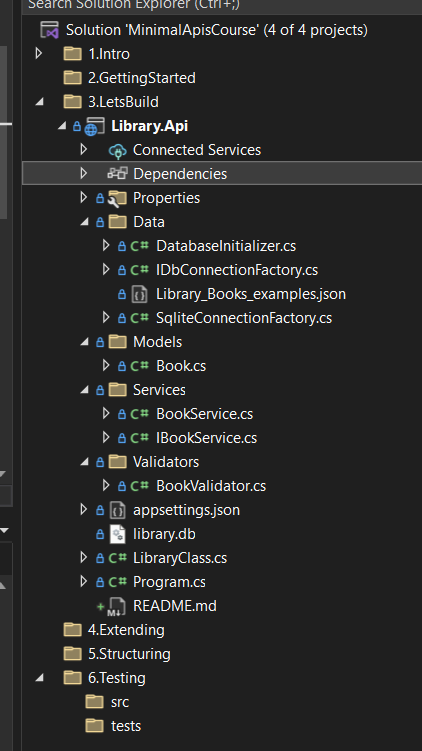 Search Solution Explorer (Ctrl+;)
Solution 'MinimalApisCourse' (4 of 4 projects)
1.Intro
2.GettingStarted
3.LetsBuild
Library.Api
Connected Services
Dependencies
Properties
Data
C# DatabaseInitializer.cs
C# IDbConnectionFactory.cs
Library_Books_examples.json
C# SqliteConnectionFactory.cs
Models
C# Book.cs
Services
C# BookService.cs
C# IBookService.cs
Validators
C# BookValidator.cs
appsettings.json
library.db
C# LibraryClass.cs
C# Program.cs
README.md
4.Extending
5.Structuring
6.Testing
src
tests